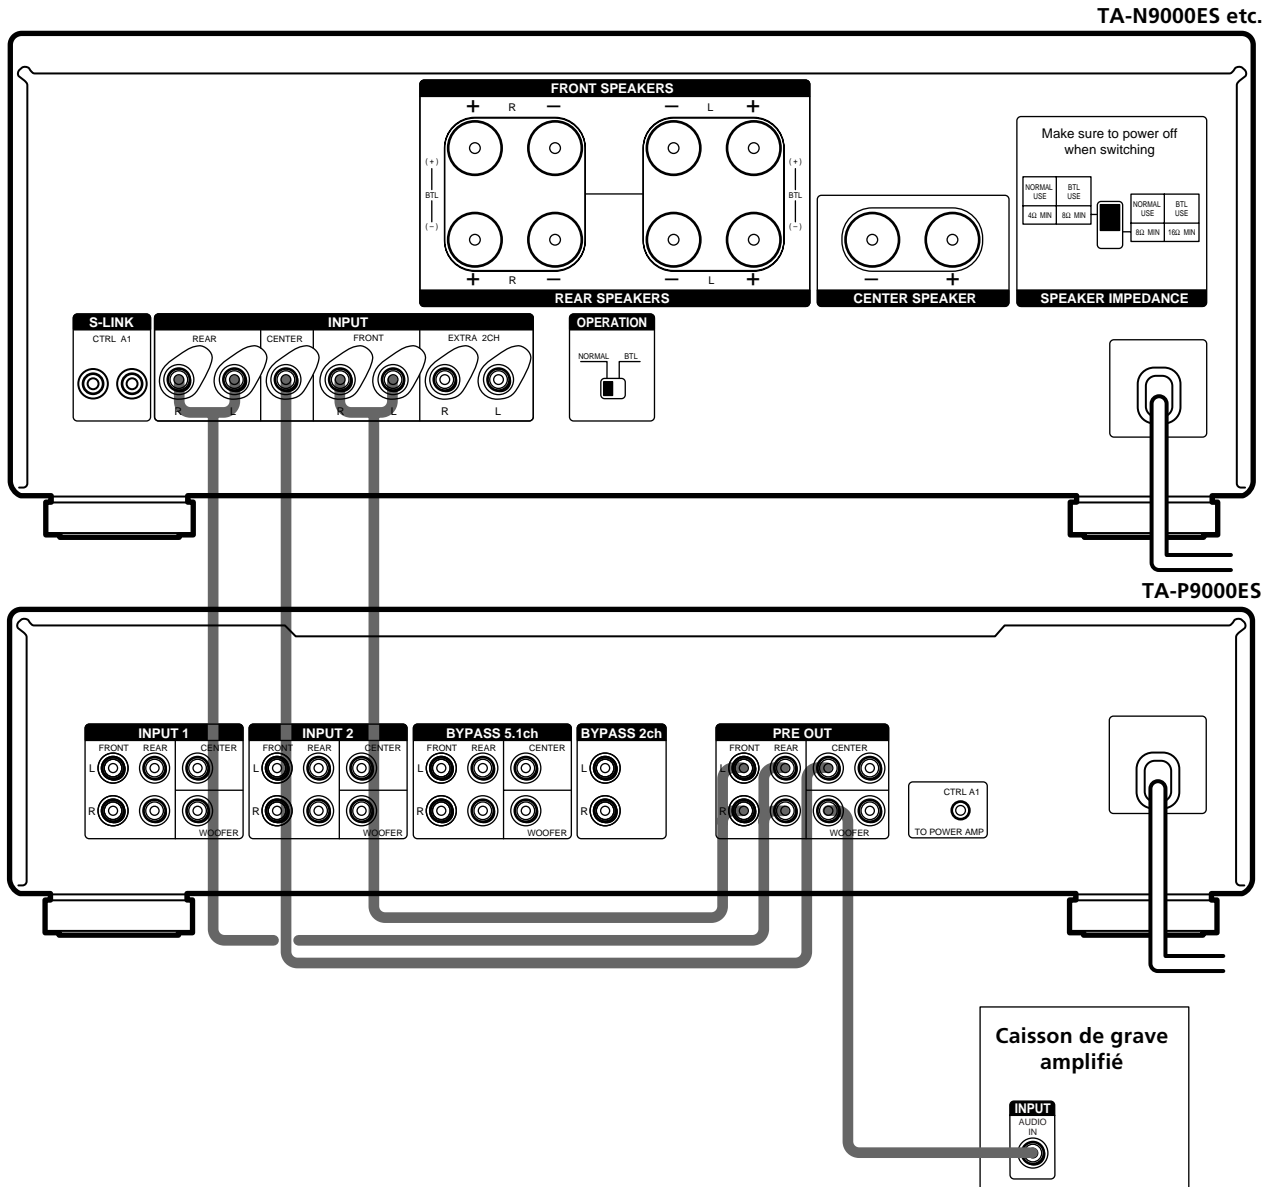 TA-N9000ES etc.
FRONT SPEAKERS
+ R − − L +
(+) BTL (−)
(+) BTL (−)
+ R − − L +
REAR SPEAKERS
− +
CENTER SPEAKER
Make sure to power off
when switching
NORMAL USE BTL USE
4Ω MIN 8Ω MIN
NORMAL USE BTL USE
8Ω MIN 16Ω MIN
SPEAKER IMPEDANCE
S-LINK
CTRL A1
INPUT
REAR CENTER FRONT EXTRA 2CH
R L R L R L
OPERATION
NORMAL BTL
TA-P9000ES
INPUT 1
FRONT REAR CENTER
L
R
WOOFER
INPUT 2
FRONT REAR CENTER
L
R
WOOFER
BYPASS 5.1ch
FRONT REAR CENTER
L
R
WOOFER
BYPASS 2ch
L
R
PRE OUT
FRONT REAR CENTER
L
R
WOOFER
CTRL A1
TO POWER AMP
Caisson de grave
amplifié
INPUT
AUDIO
IN